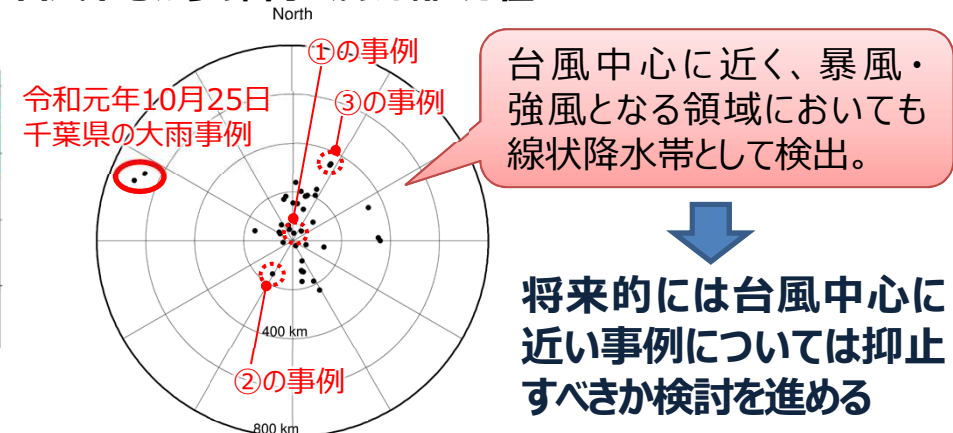 North
①の事例
令和元年10月25日
千葉県の大雨事例
③の事例
台風中心に近く、暴風・
強風となる領域においても
線状降水帯として検出。
400 km
②の事例
800 km
将来的には台風中心に
近い事例については抑止
すべきか検討を進める